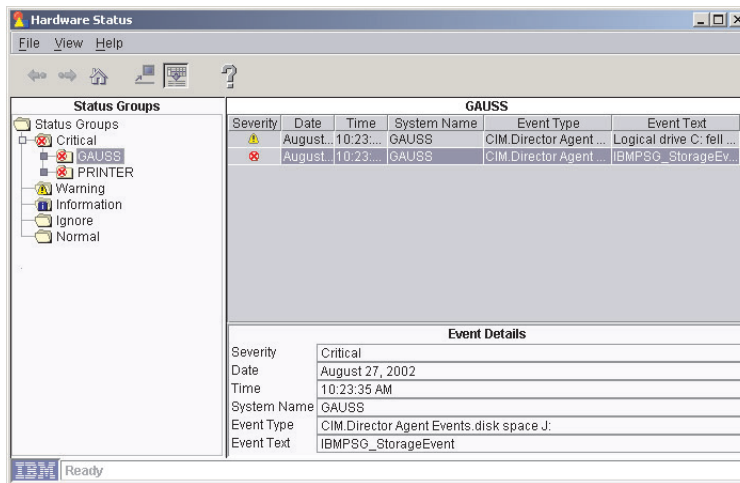 Hardware Status
File View Help
Status Groups
GAUSS
Status Groups
Critical
GAUSS
PRINTER
Warning
Information
Ignore
Normal
Severity Date Time System Name Event Type Event Text
August... 10:23:... GAUSS CIM.Director Agent ... Logical drive C: fell ...
August... 10:23:... GAUSS CIM.Director Agent ... IBMPSG_StorageEv...
Event Details
Severity Critical
Date August 27, 2002
Time 10:23:35 AM
System Name GAUSS
Event Type CIM.Director Agent Events.disk space J:
Event Text IBMPSG_StorageEvent
IBM Ready